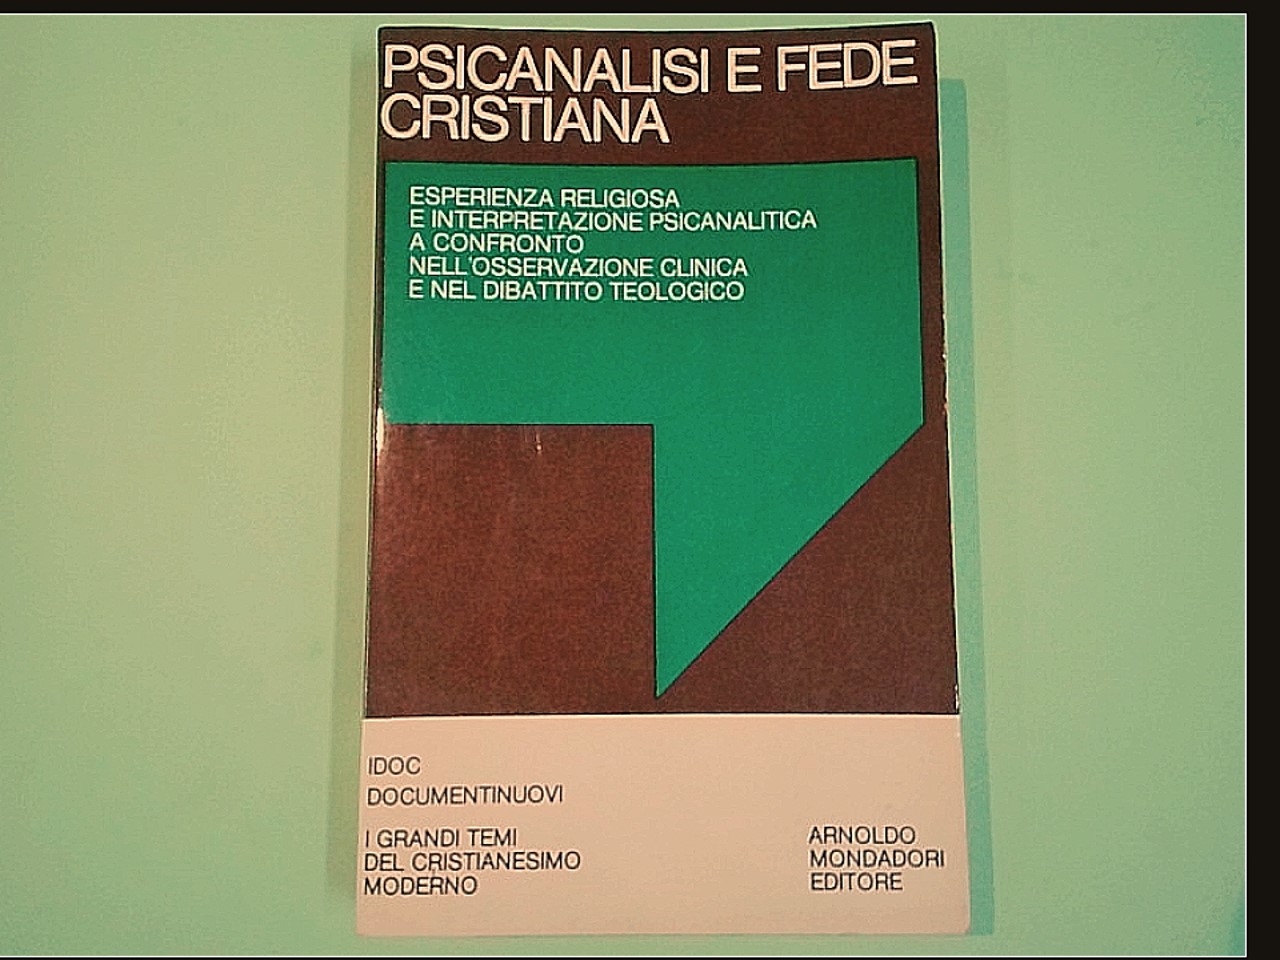 PSICANALISI E FEDE
CRISTIANA
ESPERIENZA RELIGIOSA
E INTERPRETAZIONE PSICANALITICA
A CONFRONTO
NELL'OSSERVAZIONE CLINICA
E NEL DIBATTITO TEOLOGICO
IDOC
DOCUMENTINUOVI
I GRANDI TEMI
DEL CRISTIANESIMO
MODERNO
ARNOLDO
MONDADORI
EDITORE